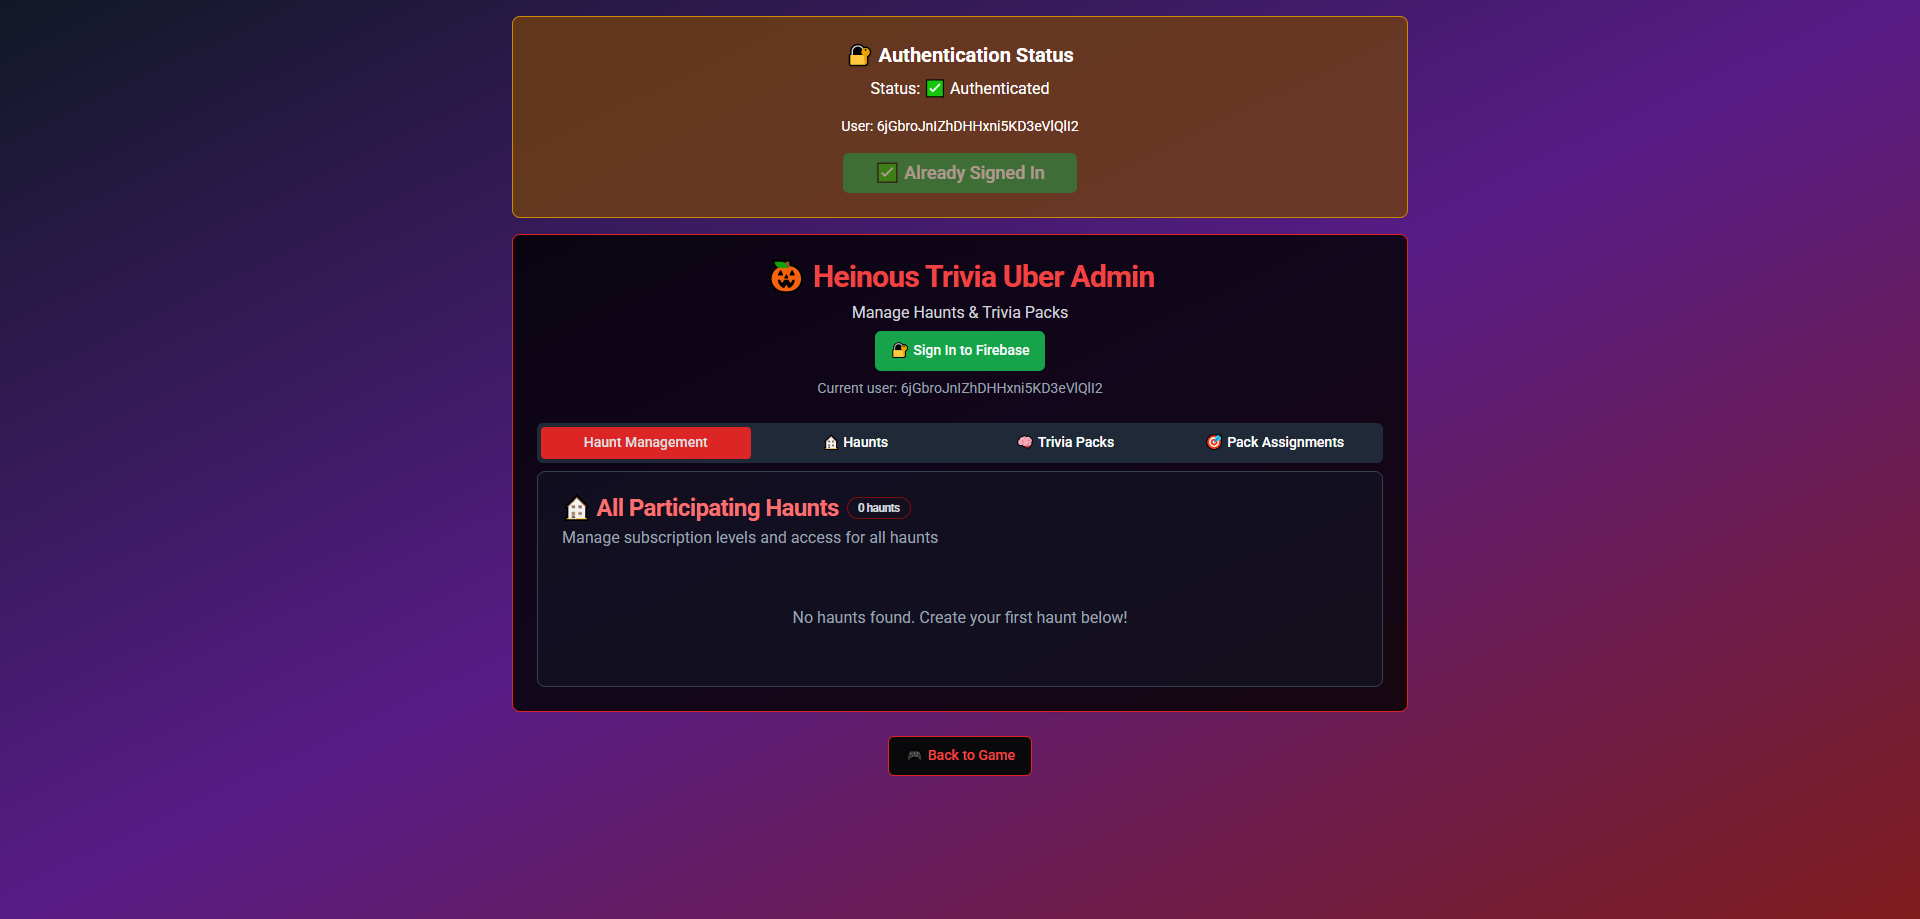 🔐 Authentication Status
Status: ✅ Authenticated
User: 6jGbroJnIZhDHHxni5KD3eVlQlI2
✅ Already Signed In
🎃 Heinous Trivia Uber Admin
Manage Haunts & Trivia Packs
🔐 Sign In to Firebase
Current user: 6jGbroJnIZhDHHxni5KD3eVlQlI2
Haunt Management
🏠 Haunts
🧠 Trivia Packs
🎯 Pack Assignments
🏠 All Participating Haunts 0 haunts
Manage subscription levels and access for all haunts
No haunts found. Create your first haunt below!
🎮 Back to Game